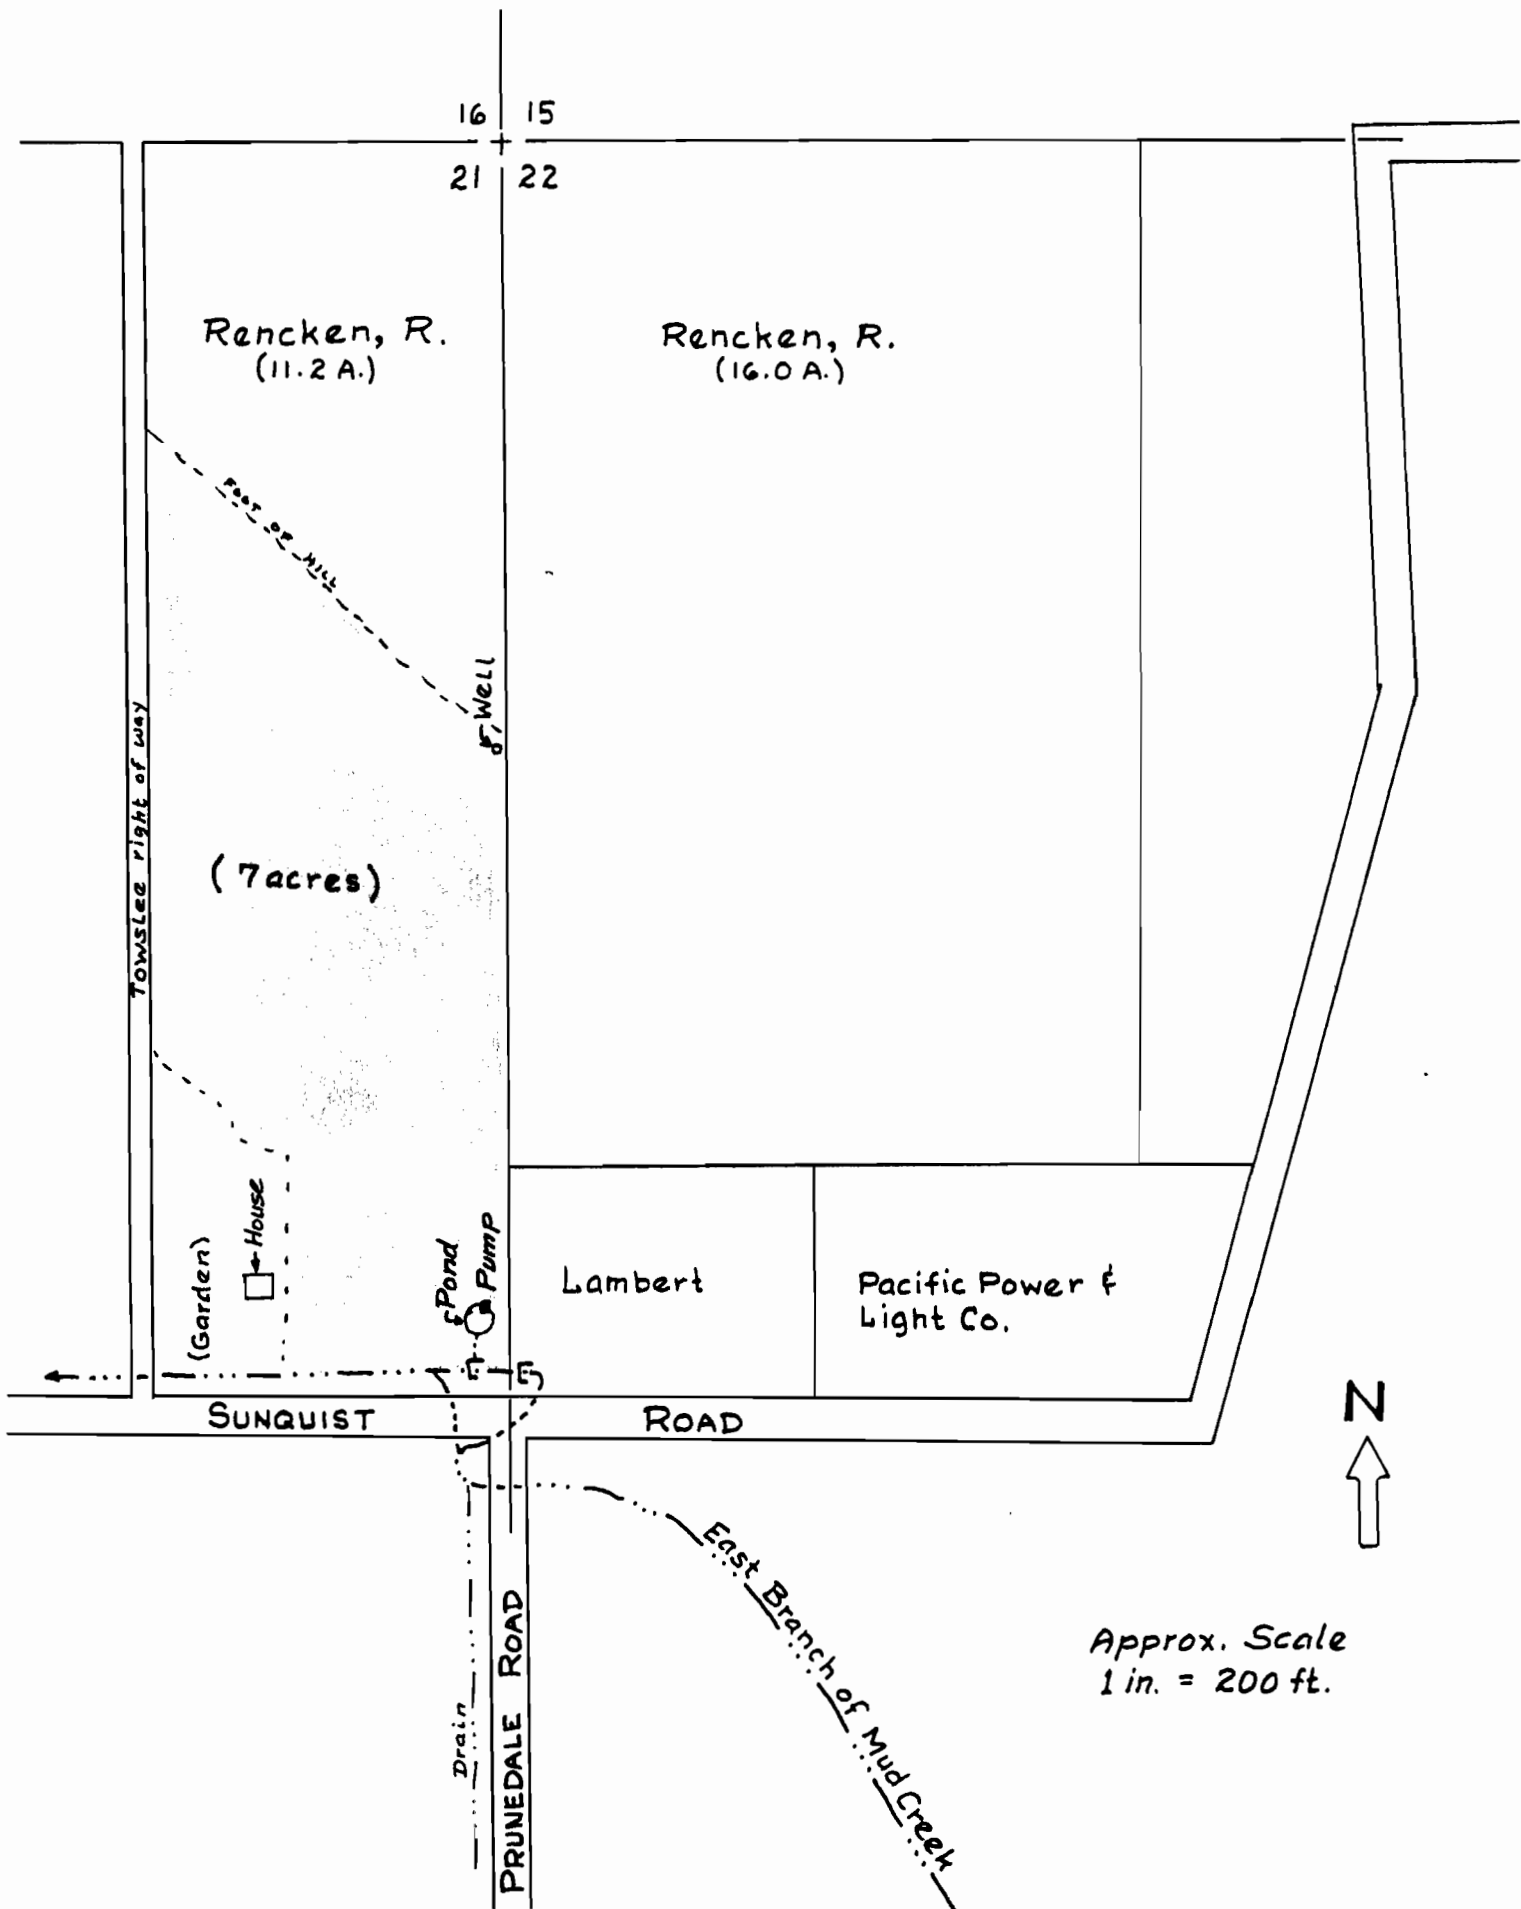 16 15
21 22
Rencken, R.
(11.2 A.)
Rencken, R.
(16.0 A.)
FOOT OF HILL
Well
Towslee right of way
(7 acres)
House
(Garden)
Pond
Pump
Lambert
Pacific Power &
Light Co.
SUNQUIST ROAD
N
East Branch of Mud Creek
Approx. Scale
1 in. = 200 ft.
Drain
PRUNEDALE ROAD